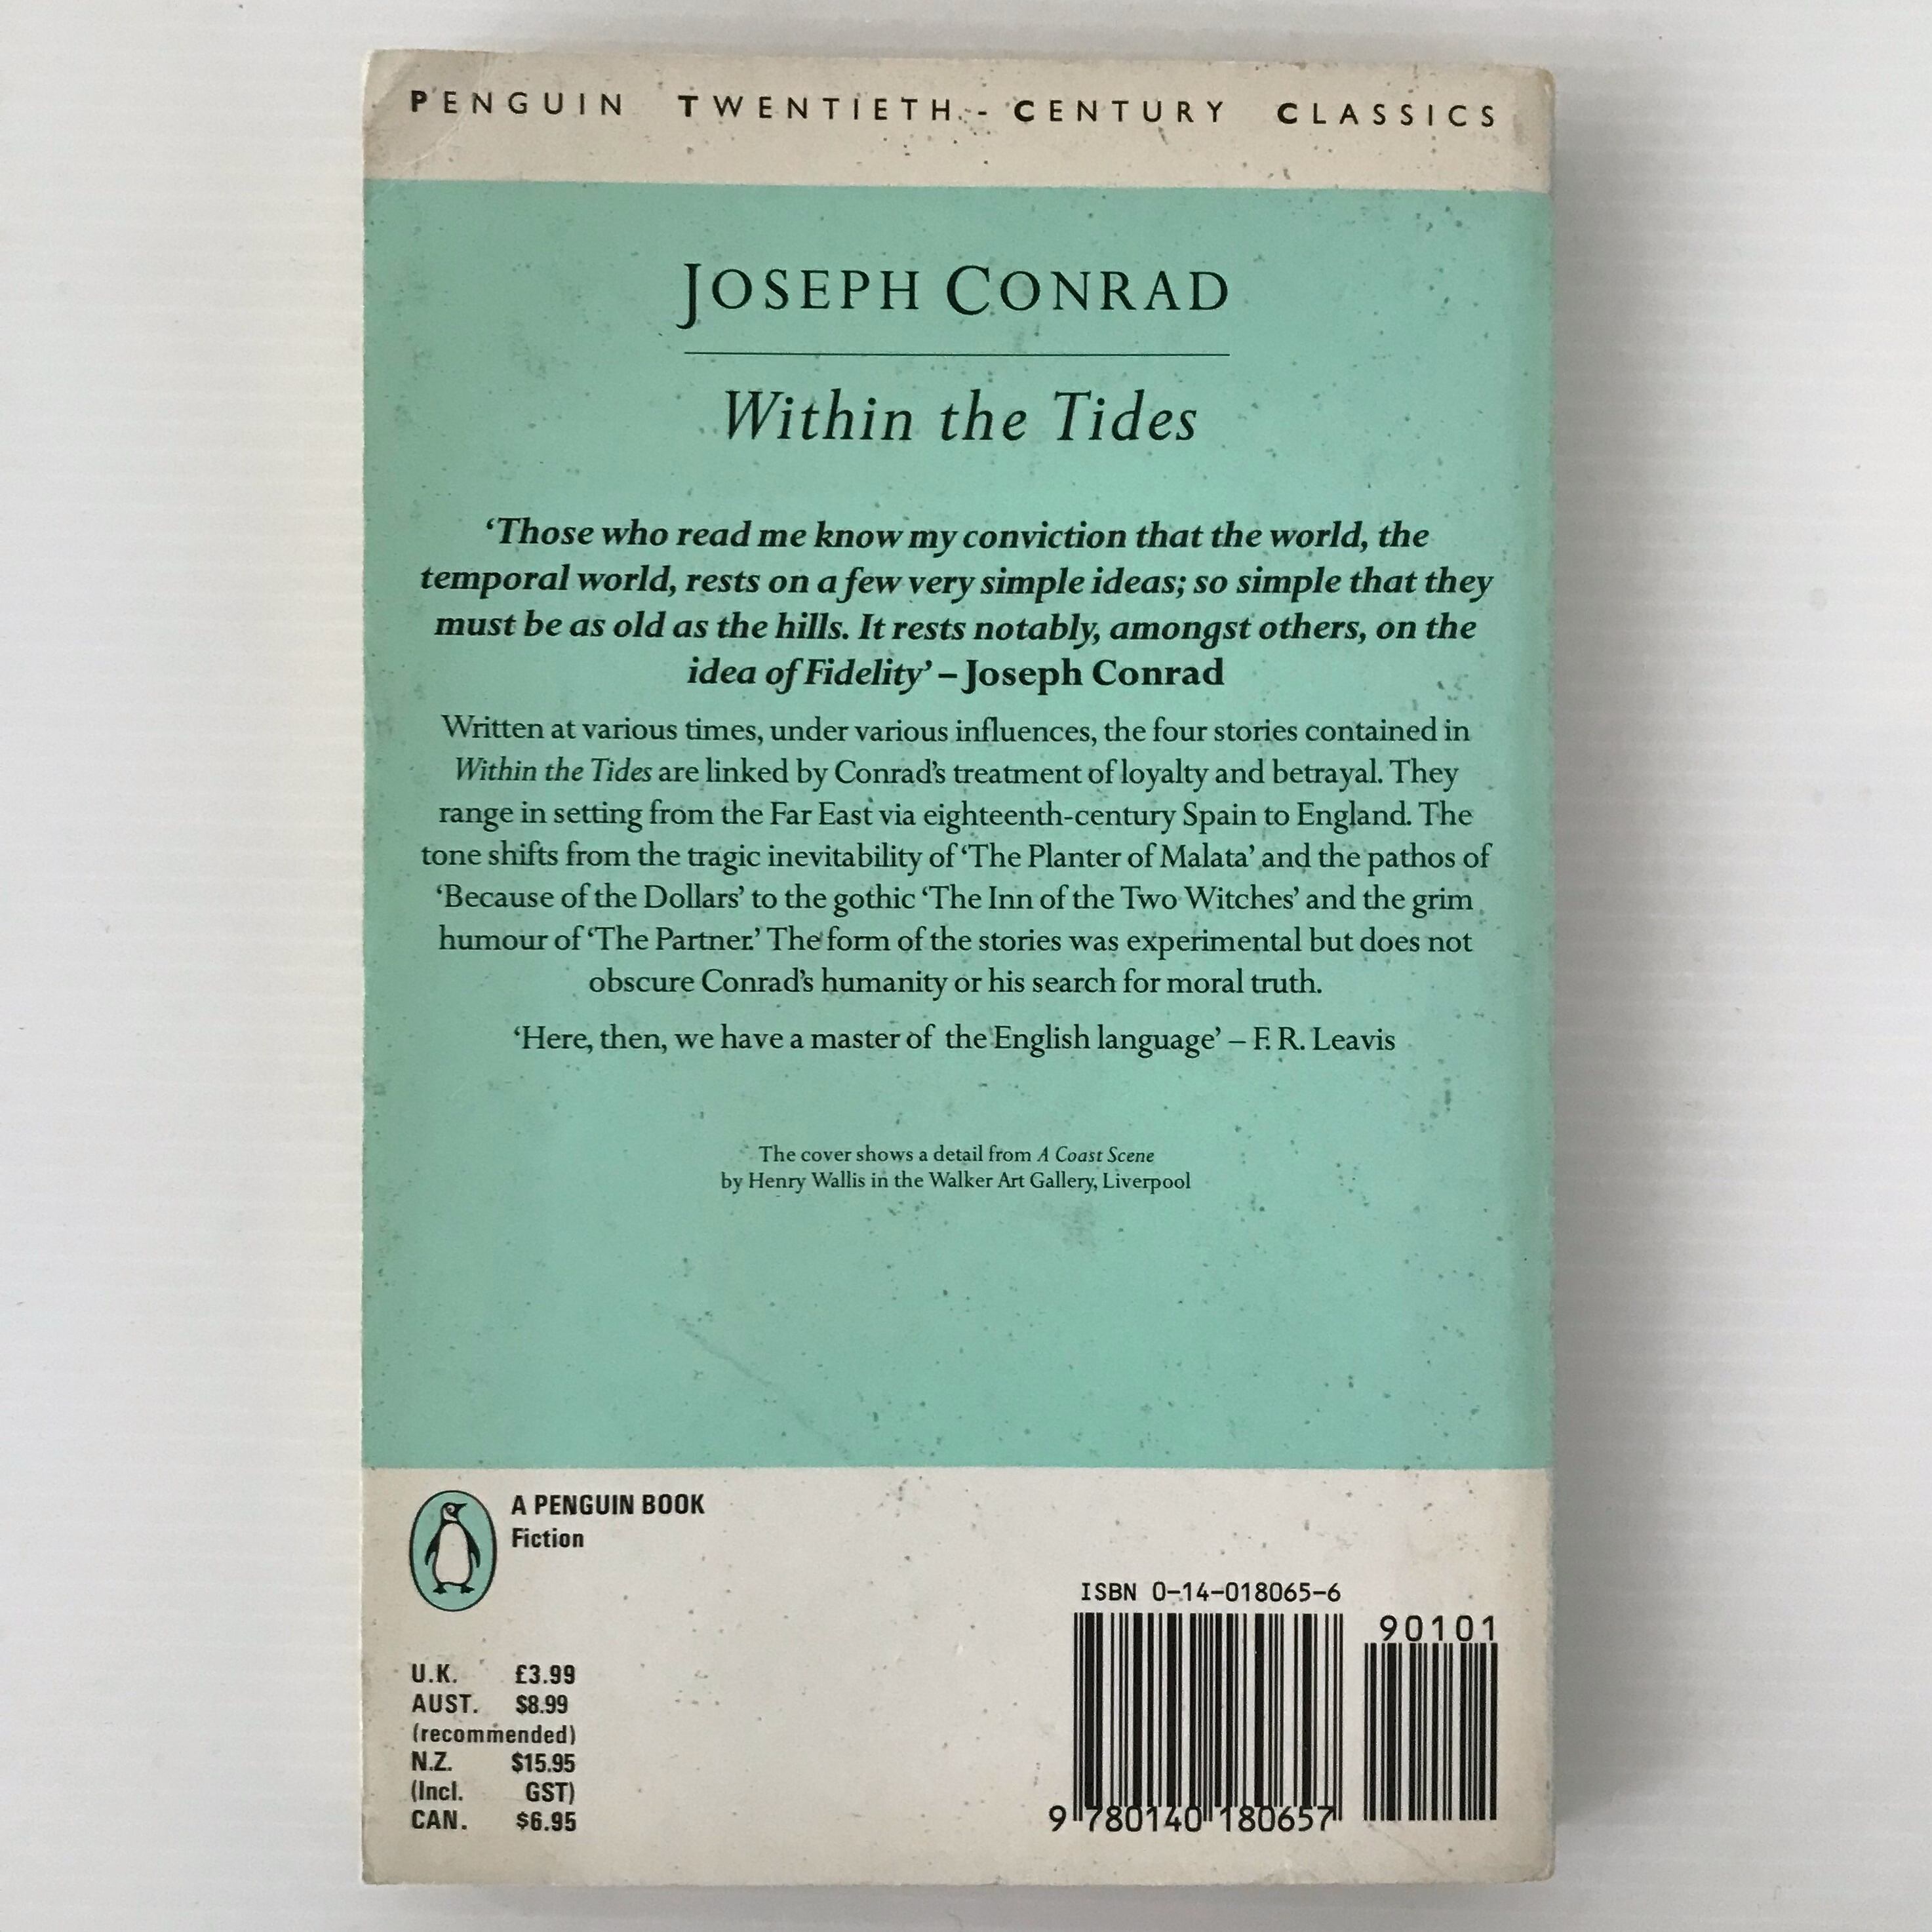 PENGUIN TWENTIETH-CENTURY CLASSICS
JOSEPH CONRAD
Within the Tides
‘Those who read me know my conviction that the world, the
temporal world, rests on a few very simple ideas; so simple that they
must be as old as the hills. It rests notably, amongst others, on the
idea of Fidelity’ – Joseph Conrad
Written at various times, under various influences, the four stories contained in
Within the Tides are linked by Conrad’s treatment of loyalty and betrayal. They
range in setting from the Far East via eighteenth-century Spain to England. The
tone shifts from the tragic inevitability of ‘The Planter of Malata’ and the pathos of
‘Because of the Dollars’ to the gothic ‘The Inn of the Two Witches’ and the grim
humour of ‘The Partner.’ The form of the stories was experimental but does not
obscure Conrad’s humanity or his search for moral truth.
‘Here, then, we have a master of the English language’ – F. R. Leavis
The cover shows a detail from A Coast Scene
by Henry Wallis in the Walker Art Gallery, Liverpool
A PENGUIN BOOK
Fiction
U.K. £3.99
AUST. $8.99
(recommended)
N.Z. $15.95
(Incl. GST)
CAN. $6.95
ISBN 0-14-018065-6
90101
9 780140 180657